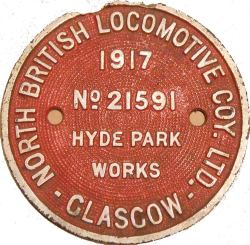 NORTH BRITISH LOCOMOTIVE COY. LTD.
1917
No 21591
HYDE PARK
WORKS
- GLASGOW -